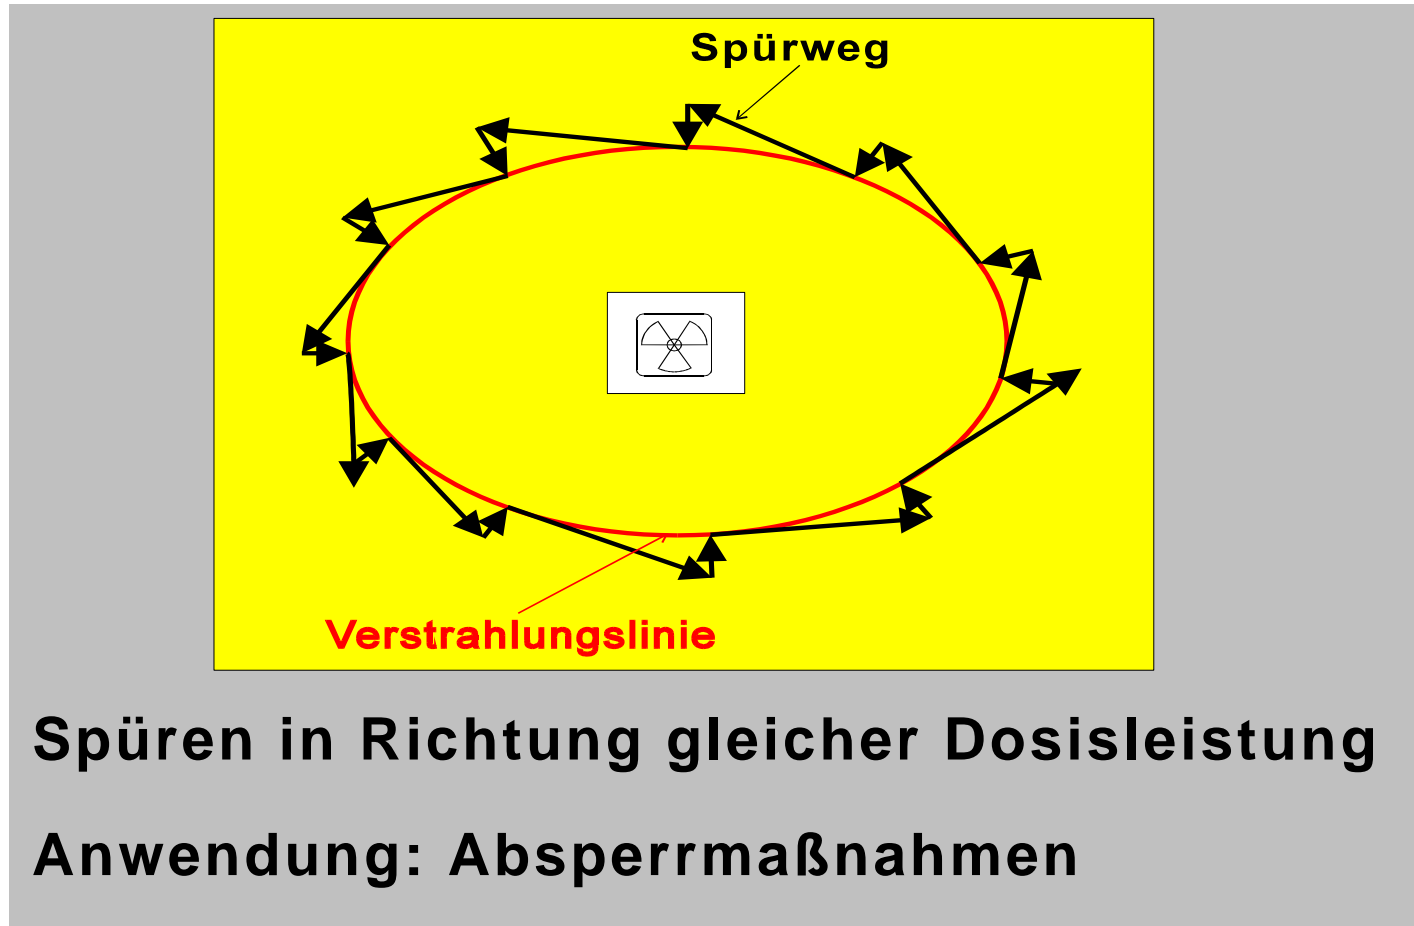 Spürweg
Verstrahlungslinie
Spüren in Richtung gleicher Dosisleistung
Anwendung: Absperrmaßnahmen